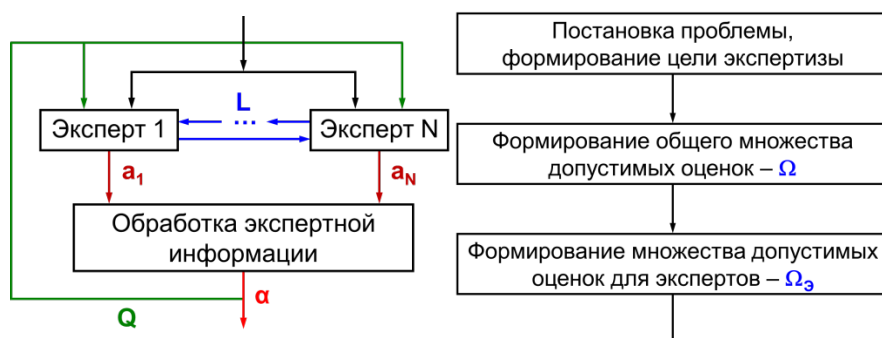 L
...
Эксперт 1
Эксперт N
a1
aN
Обработка экспертной
информации
α
Q
Постановка проблемы,
формирование цели экспертизы
Формирование общего множества
допустимых оценок – Ω
Формирование множества допустимых
оценок для экспертов – Ωэ